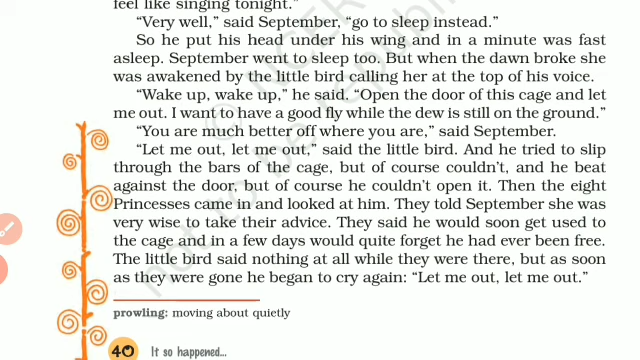 feel like singing tonight."
"Very well," said September, "go to sleep instead."
So he put his head under his wing and in a minute was fast
asleep. September went to sleep too. But when the dawn broke she
was awakened by the little bird calling her at the top of his voice.
"Wake up, wake up," he said. "Open the door of this cage and let
me out. I want to have a good fly while the dew is still on the ground."
"You are much better off where you are," said September.
"Let me out, let me out," said the little bird. And he tried to slip
through the bars of the cage, but of course couldn't, and he beat
against the door, but of course he couldn't open it. Then the eight
Princesses came in and looked at him. They told September she was
very wise to take their advice. They said he would soon get used to
the cage and in a few days would quite forget he had ever been free.
The little bird said nothing at all while they were there, but as soon
as they were gone he began to cry again: "Let me out, let me out."
prowling: moving about quietly
40 It so happened...
not to be republished